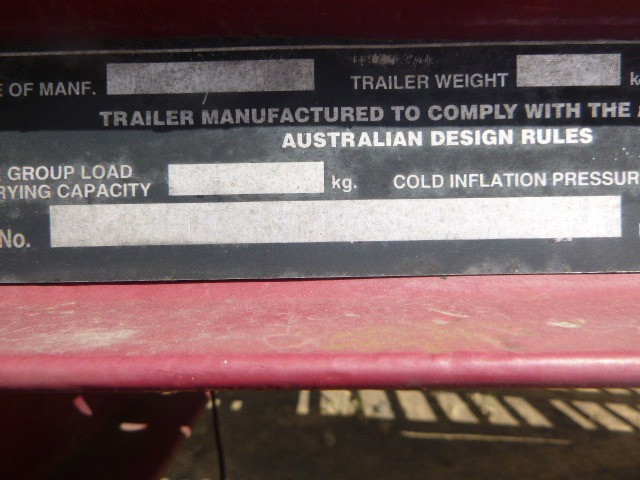 E OF MANF. TRAILER WEIGHT k
TRAILER MANUFACTURED TO COMPLY WITH THE A
AUSTRALIAN DESIGN RULES
GROUP LOAD
RYING CAPACITY kg. COLD INFLATION PRESSUR
No.